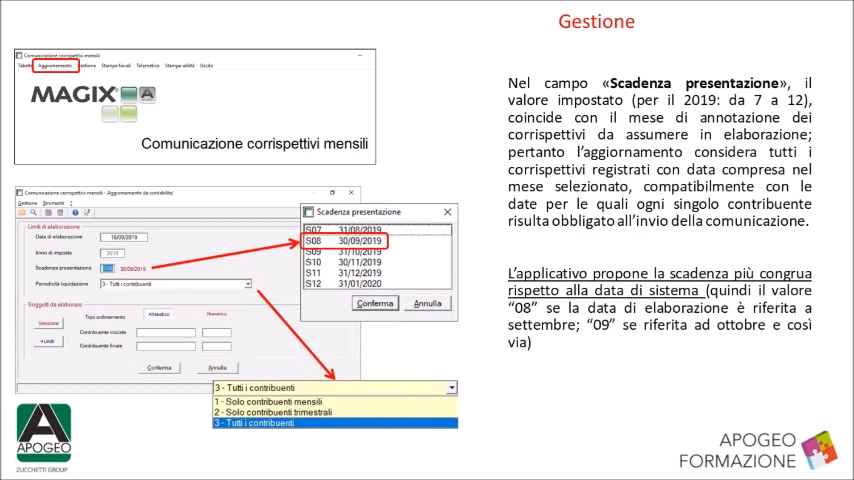 Gestione
Comunicazione corrispettivi mensili
Tabelle Aggiornamento Gestione Stampe fiscali Telematico Stampe utilità Uscita
MAGIX A
Comunicazione corrispettivi mensili
Nel campo «Scadenza presentazione», il
valore impostato (per il 2019: da 7 a 12),
coincide con il mese di annotazione dei
corrispettivi da assumere in elaborazione;
pertanto l'aggiornamento considera tutti i
corrispettivi registrati con data compresa nel
mese selezionato, compatibilmente con le
date per le quali ogni singolo contribuente
risulta obbligato all'invio della comunicazione.
L'applicativo propone la scadenza più congrua
rispetto alla data di sistema (quindi il valore
“08” se la data di elaborazione è riferita a
settembre; “09” se riferita ad ottobre e così
via)
Comunicazione corrispettivi mensili - Aggiornamento da contabilita'
Gestione Strumenti ?
Limiti di elaborazione
Data di elaborazione 16/09/2019
Anno di imposta 2019
Scadenza presentazione 30/09/2019
Periodicità liquidazione 3 - Tutti i contribuenti
Soggetti da elaborare
Tipo ordinamento Alfabetico Numerico
Selezione
Contribuente iniziale
+Limiti
Contribuente finale
Conferma Annulla
Scadenza presentazione
S07 31/08/2019
S08 30/09/2019
S09 31/10/2019
S10 30/11/2019
S11 31/12/2019
S12 31/01/2020
Conferma Annulla
3 - Tutti i contribuenti
1 - Solo contribuenti mensili
2 - Solo contribuenti trimestrali
3 - Tutti i contribuenti
APOGEO
ZUCCHETTI GROUP
APOGEO
FORMAZIONE